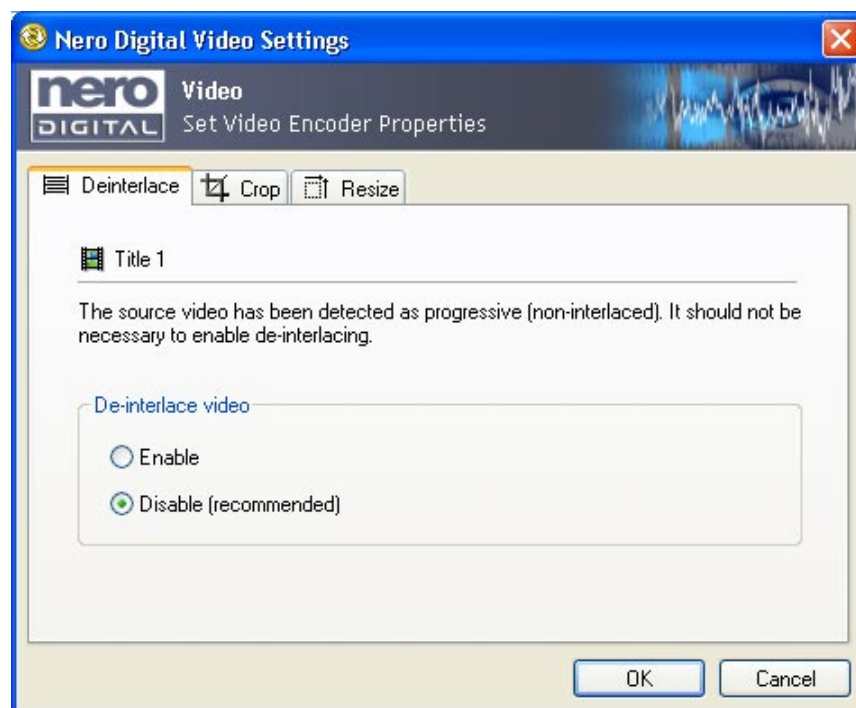 Nero Digital Video Settings
nero
DIGITAL
Video
Set Video Encoder Properties
Deinterlace
Crop
Resize
Title 1
The source video has been detected as progressive (non-interlaced). It should not be
necessary to enable de-interlacing.
De-interlace video
Enable
Disable (recommended)
OK
Cancel